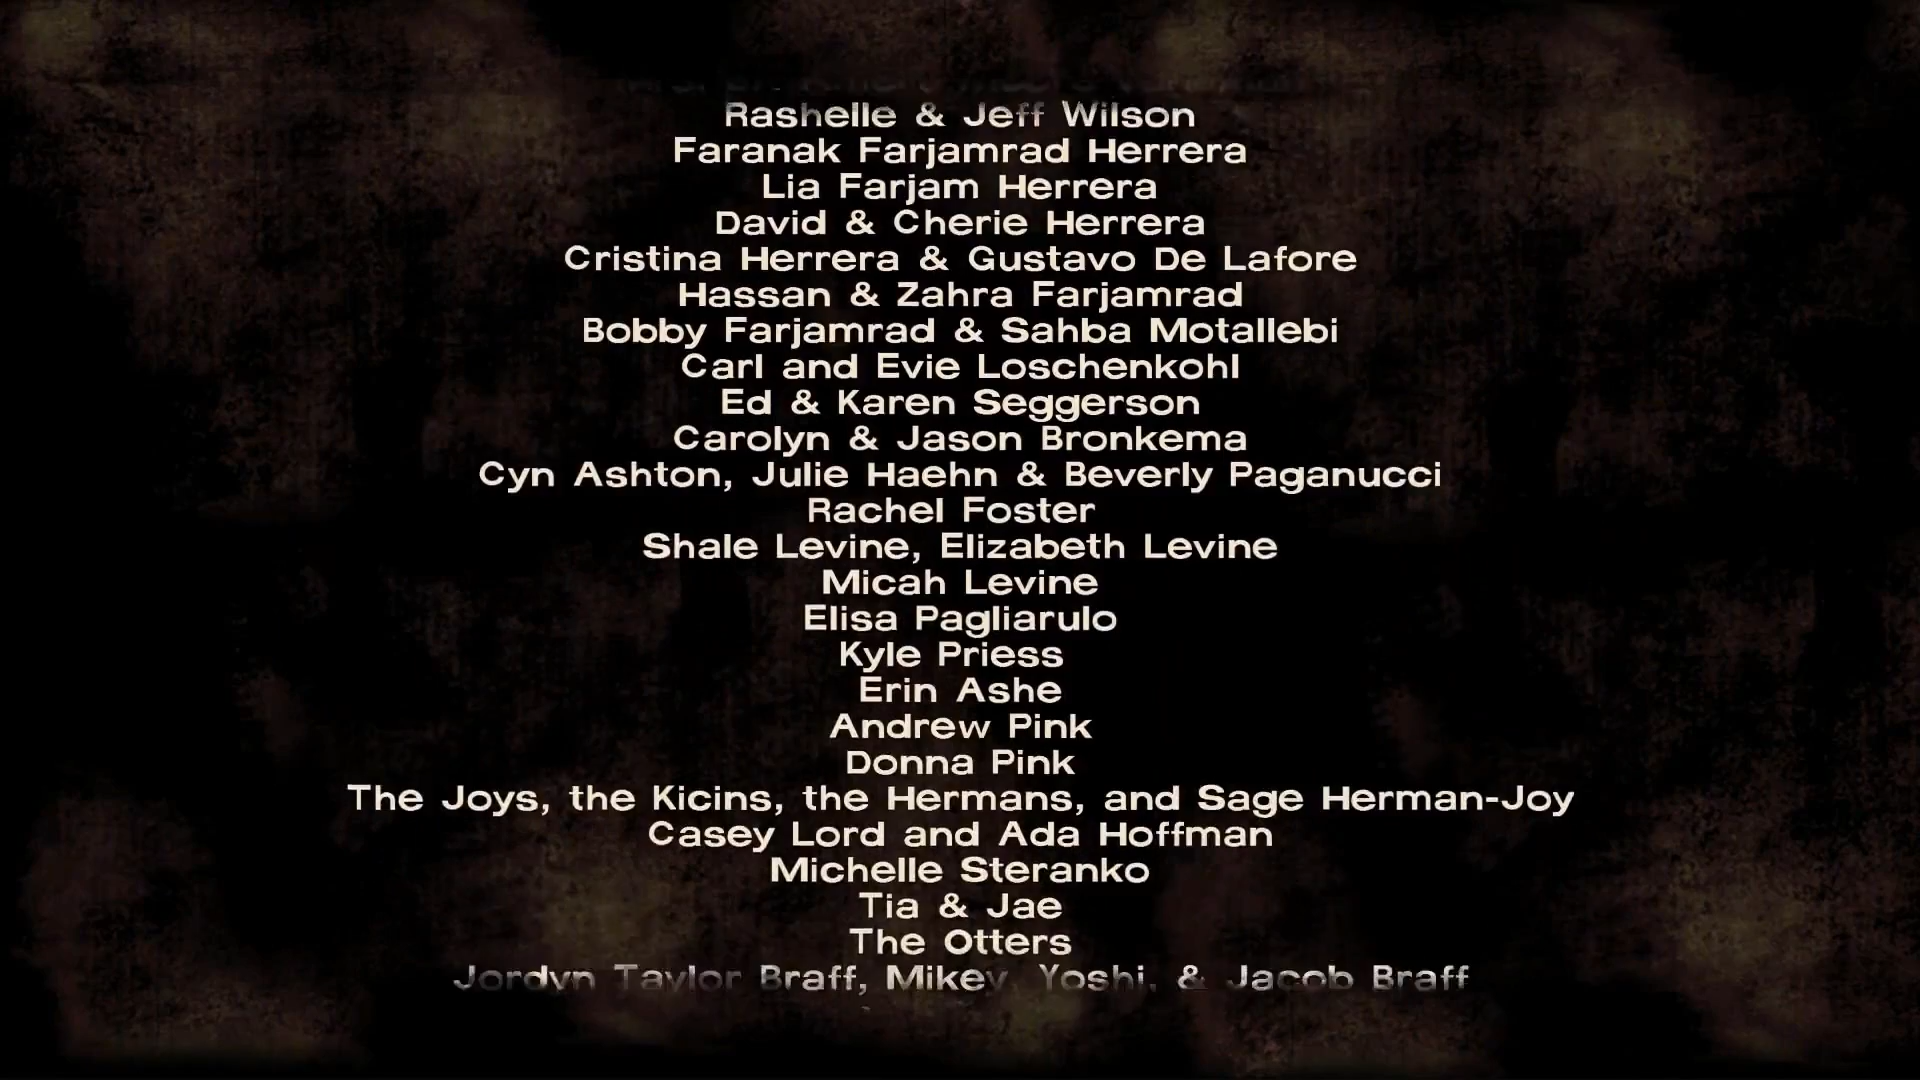 Rashelle & Jeff Wilson
Faranak Farjamrad Herrera
Lia Farjam Herrera
David & Cherie Herrera
Cristina Herrera & Gustavo De Lafore
Hassan & Zahra Farjamrad
Bobby Farjamrad & Sahba Motallebi
Carl and Evie Loschenkohl
Ed & Karen Seggerson
Carolyn & Jason Bronkema
Cyn Ashton, Julie Haehn & Beverly Paganucci
Rachel Foster
Shale Levine, Elizabeth Levine
Micah Levine
Elisa Pagliarulo
Kyle Priess
Erin Ashe
Andrew Pink
Donna Pink
The Joys, the Kicins, the Hermans, and Sage Herman-Joy
Casey Lord and Ada Hoffman
Michelle Steranko
Tia & Jae
The Otters
Jordyn Taylor Braff, Mikey, Yoshi, & Jacob Braff